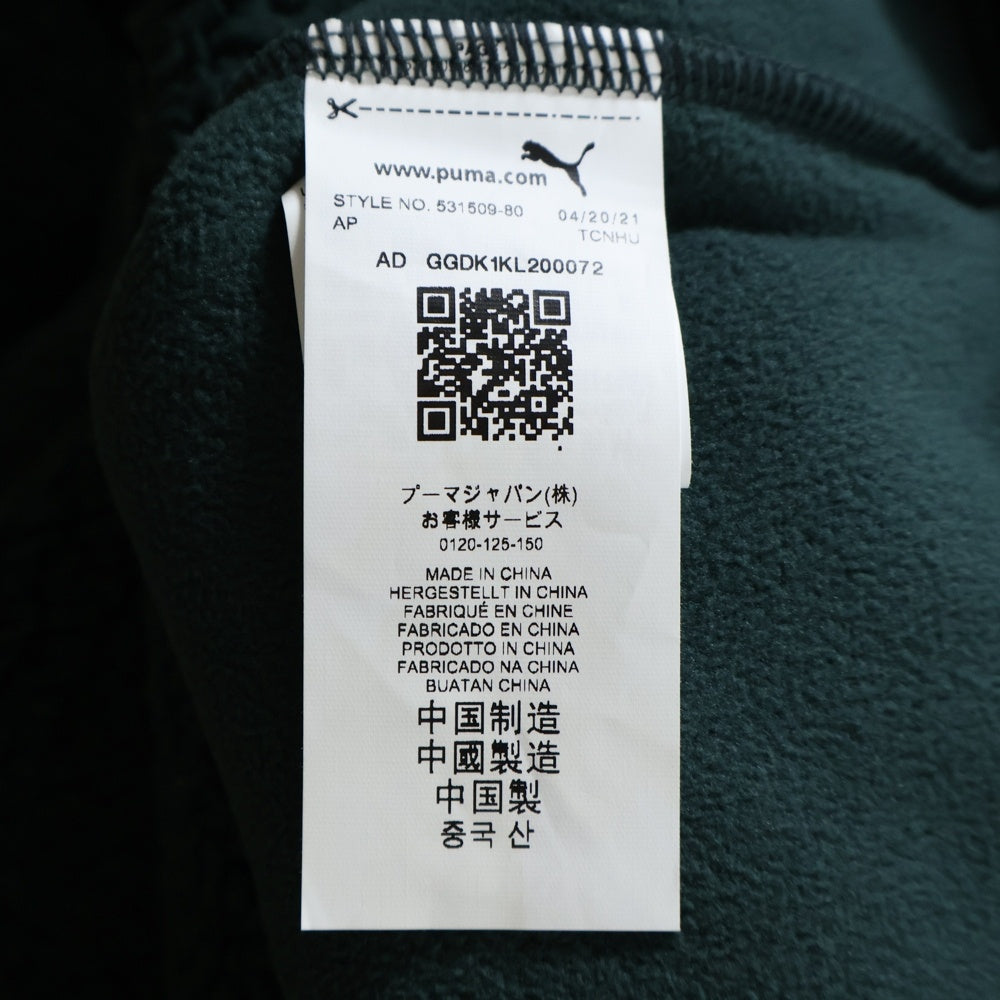 www.puma.com
STYLE NO. 531509-80 04/20/21
AP TCNHU
AD GGDK1KL200072
プーマジャパン(株)
お客様サービス
0120-125-150
MADE IN CHINA
HERGESTELLT IN CHINA
FABRIQUÉ EN CHINE
FABRICADO EN CHINA
PRODOTTO IN CHINA
FABRICADO NA CHINA
BUATAN CHINA
中国制造
中國製造
中国製
중국 산